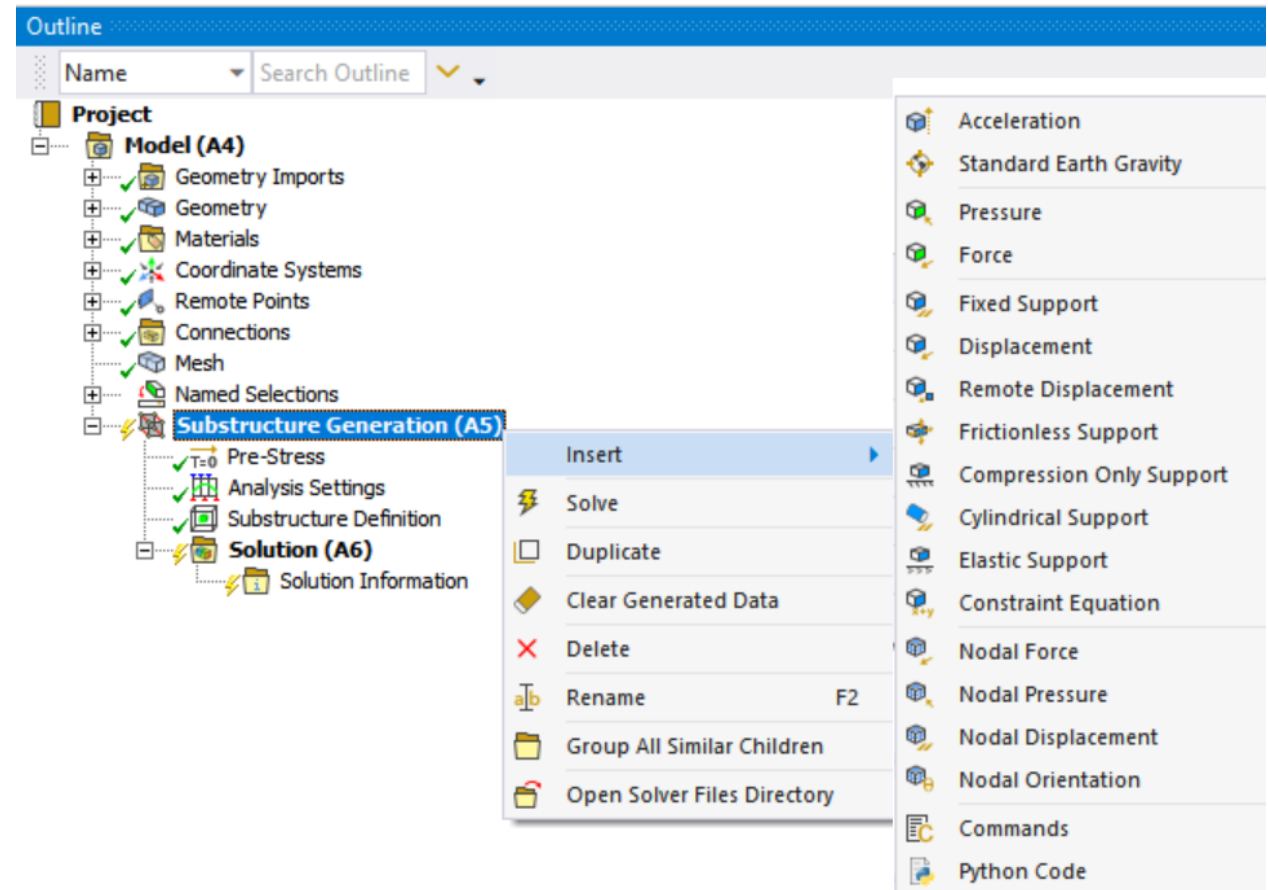 Outline
Name
Search Outline
Project
Model (A4)
Geometry Imports
Geometry
Materials
Coordinate Systems
Remote Points
Connections
Mesh
Named Selections
Substructure Generation (A5)
T=0 Pre-Stress
Analysis Settings
Substructure Definition
Solution (A6)
Solution Information
Insert
Solve
Duplicate
Clear Generated Data
Delete
Rename F2
Group All Similar Children
Open Solver Files Directory
Acceleration
Standard Earth Gravity
Pressure
Force
Fixed Support
Displacement
Remote Displacement
Frictionless Support
Compression Only Support
Cylindrical Support
Elastic Support
Constraint Equation
Nodal Force
Nodal Pressure
Nodal Displacement
Nodal Orientation
Commands
Python Code